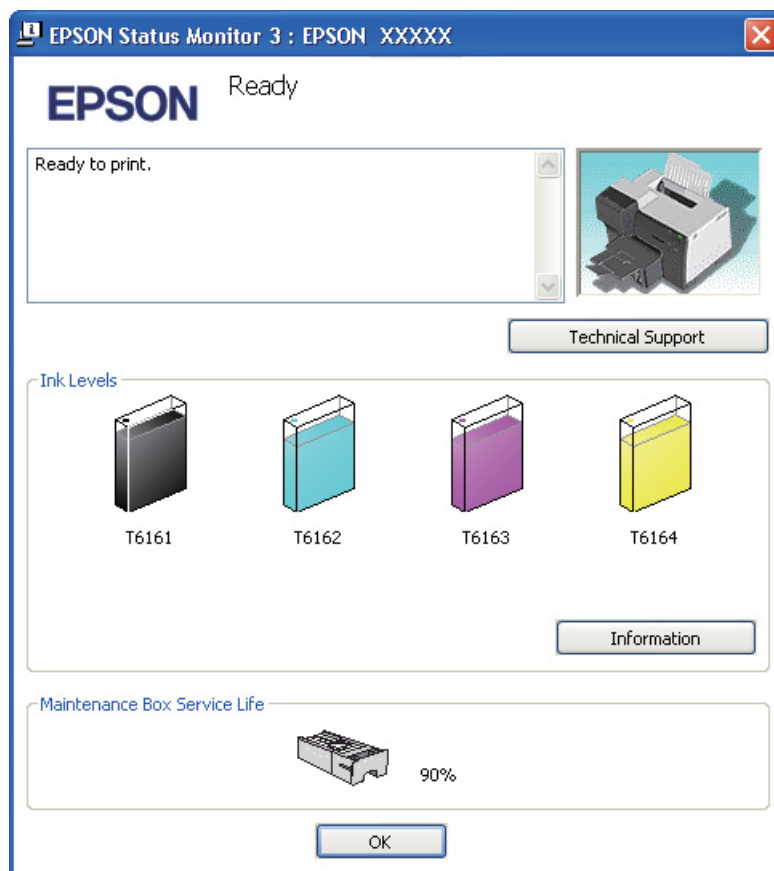 EPSON Status Monitor 3 : EPSON XXXXX
EPSON
Ready
Ready to print.
Technical Support
Ink Levels
T6161
T6162
T6163
T6164
Information
Maintenance Box Service Life
90%
OK